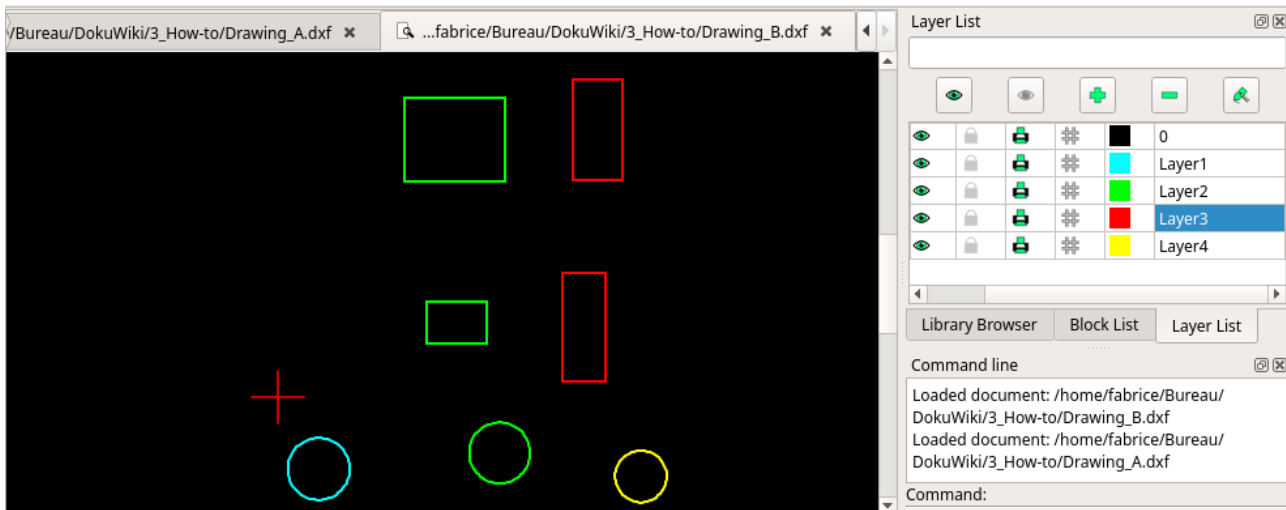 /Bureau/DokuWiki/3_How-to/Drawing_A.dxf
...fabrice/Bureau/DokuWiki/3_How-to/Drawing_B.dxf
Layer List
0
Layer1
Layer2
Layer3
Layer4
Library Browser
Block List
Layer List
Command line
Loaded document: /home/fabrice/Bureau/
DokuWiki/3_How-to/Drawing_B.dxf
Loaded document: /home/fabrice/Bureau/
DokuWiki/3_How-to/Drawing_A.dxf
Command: